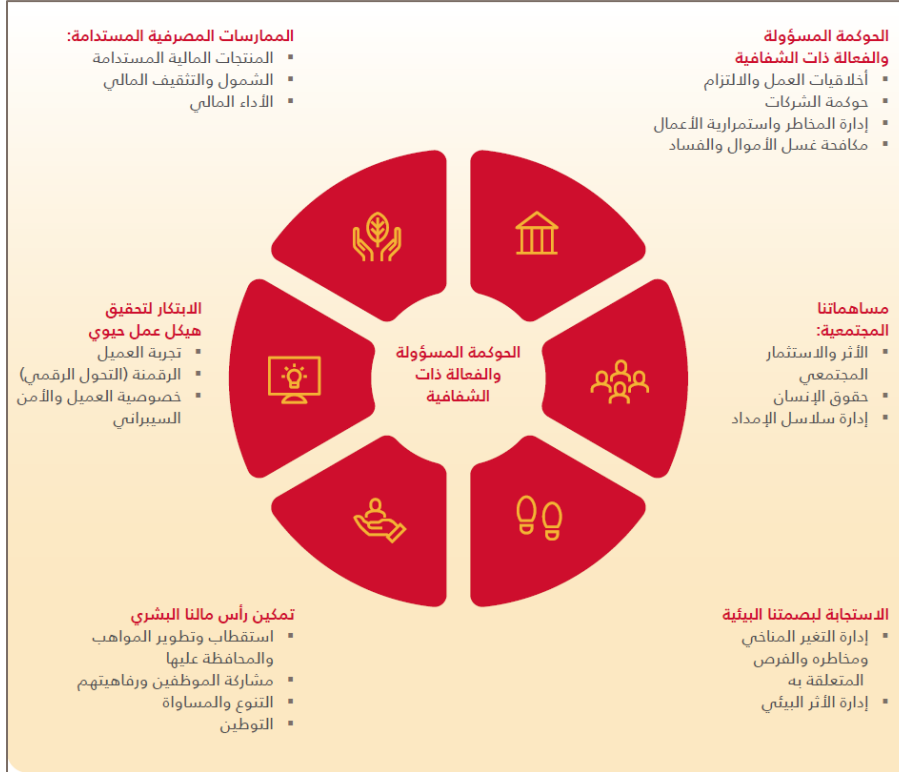 الحوكمة المسؤولة
والفعالة ذات الشفافية
▪ أخلاقيات العمل والالتزام
▪ حوكمة الشركات
▪ إدارة المخاطر واستمرارية الأعمال
▪ مكافحة غسل الأموال والفساد
الممارسات المصرفية المستدامة:
▪ المنتجات المالية المستدامة
▪ الشمول والتثقيف المالي
▪ الأداء المالي
مساهماتنا
المجتمعية:
▪ الأثر والاستثمار
المجتمعي
▪ حقوق الإنسان
▪ إدارة سلاسل الإمداد
الحوكمة المسؤولة
والفعالة ذات
الشفافية
الابتكار لتحقيق
هيكل عمل حيوي
▪ تجربة العميل
▪ الرقمنة (التحول الرقمي)
▪ خصوصية العميل والأمن
السيبراني
الاستجابة لبصمتنا البيئية
▪ إدارة التغير المناخي
ومخاطره والفرص
المتعلقة به
▪ إدارة الأثر البيئي
تمكين رأس مالنا البشري
▪ استقطاب وتطوير المواهب
والمحافظة عليها
▪ مشاركة الموظفين ورفاهيتهم
▪ التنوع والمساواة
▪ التوطين